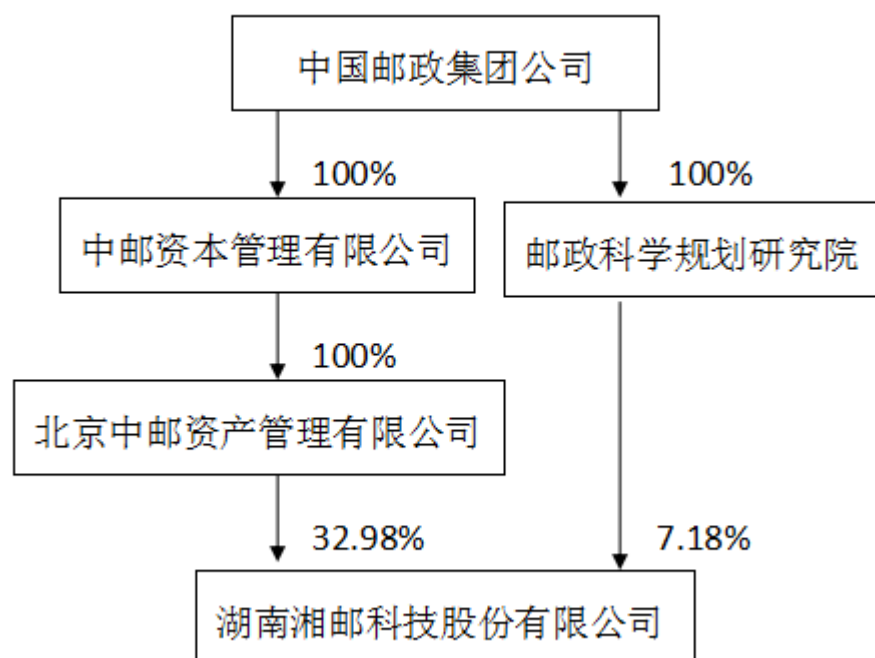 中国邮政集团公司
100%
100%
中邮资本管理有限公司
邮政科学规划研究院
100%
北京中邮资产管理有限公司
32.98%
7.18%
湖南湘邮科技股份有限公司